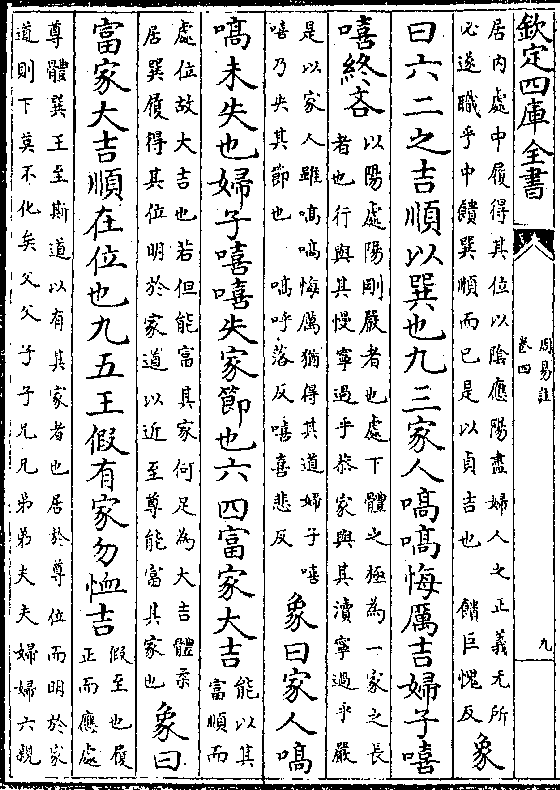 欽定四庫全書
周易註
卷四
九
居內處中履得其位以陰應陽盡婦人之正義无所
必遂職乎中饋巽順而已是以貞吉也 饋巨愧反
象
曰六二之吉順以巽也九三家人嗃嗃悔厲吉婦子嘻
嘻終吝
以陽處陽剛嚴者也處下體之極為一家之長
者也行與其慢寧過乎恭家與其瀆寧過乎嚴
是以家人雖嗃嗃悔厲猶得其道婦子嘻
嘻乃失其節也 嗃呼落反嘻喜悲反
象曰家人嗃
嗃未失也婦子嘻嘻失家節也六四富家大吉
能以其
富順而
處位故大吉也若但能富其家何足為大吉體柔
居巽履得其位明於家道以近至尊能富其家也
象曰
富家大吉順在位也九五王假有家勿恤吉
假至也履
正而應處
尊體巽王至斯道以有其家者也居於尊位而明於家
道則下莫不化矣父父子子兄兄弟弟夫夫婦婦六親